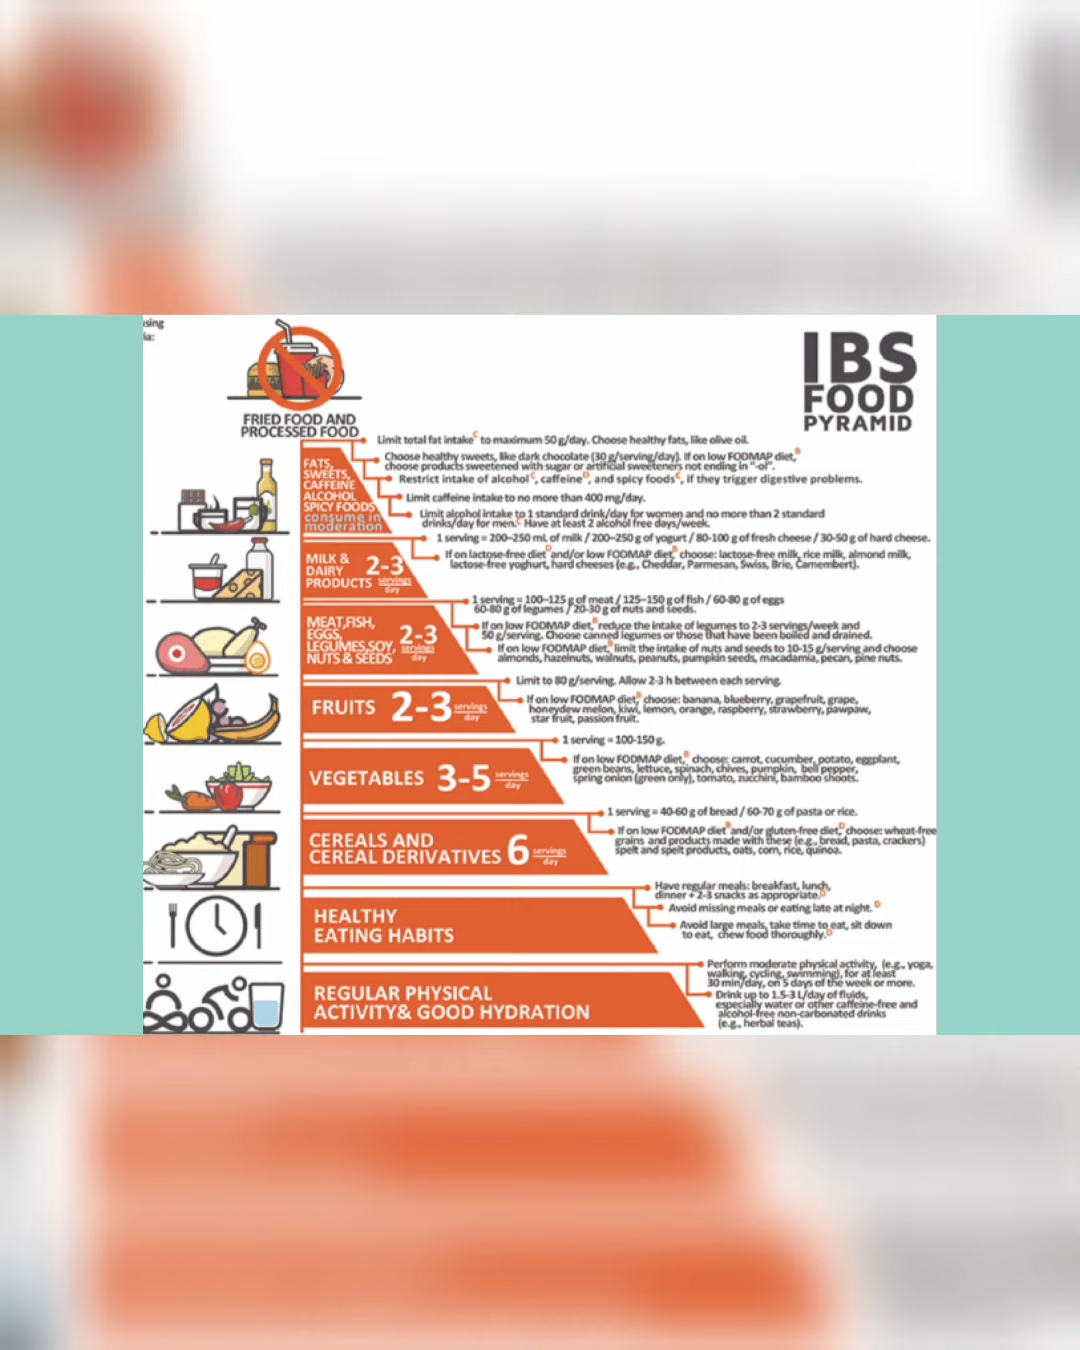 using
ia:
IBS
FOOD
PYRAMID
FRIED FOOD AND
PROCESSED FOOD
Limit total fat intakeC to maximum 50 g/day. Choose healthy fats, like olive oil.
Choose healthy sweets, like dark chocolate (30 g/serving/day). If on low FODMAP diet,B
choose products sweetened with sugar or artificial sweeteners not ending in "-ol".
Restrict intake of alcoholC, caffeineD, and spicy foodsC, if they trigger digestive problems.
Limit caffeine intake to no more than 400 mg/day.
Limit alcohol intake to 1 standard drink/day for women and no more than 2 standard
drinks/day for men.C Have at least 2 alcohol free days/week.
FATS,
SWEETS,
CAFFEINE
ALCOHOL
SPICY FOODS
consume in
moderation
1 serving = 200–250 mL of milk / 200–250 g of yogurt / 80-100 g of fresh cheese / 30-50 g of hard cheese.
If on lactose-free dietD and/or low FODMAP diet,B choose: lactose-free milk, rice milk, almond milk,
lactose-free yoghurt, hard cheeses (e.g., Cheddar, Parmesan, Swiss, Brie, Camembert).
MILK &
DAIRY
PRODUCTS
2-3
servings
day
1 serving = 100–125 g of meat / 125–150 g of fish / 60-80 g of eggs
60-80 g of legumes / 20-30 g of nuts and seeds.
If on low FODMAP diet,B reduce the intake of legumes to 2-3 servings/week and
50 g/serving. Choose canned legumes or those that have been boiled and drained.
If on low FODMAP diet,B limit the intake of nuts and seeds to 10-15 g/serving and choose
almonds, hazelnuts, walnuts, peanuts, pumpkin seeds, macadamia, pecan, pine nuts.
MEAT,FISH,
EGGS,
LEGUMES,SOY,
NUTS & SEEDS
2-3
servings
day
Limit to 80 g/serving. Allow 2-3 h between each serving.
If on low FODMAP diet,B choose: banana, blueberry, grapefruit, grape,
honeydew melon, kiwi, lemon, orange, raspberry, strawberry, pawpaw,
star fruit, passion fruit.
FRUITS
2-3
servings
day
1 serving = 100-150 g.
If on low FODMAP diet,B choose: carrot, cucumber, potato, eggplant,
green beans, lettuce, spinach, chives, pumpkin, bell pepper,
spring onion (green only), tomato, zucchini, bamboo shoots.
VEGETABLES
3-5
servings
day
1 serving = 40-60 g of bread / 60-70 g of pasta or rice.
If on low FODMAP dietB and/or gluten-free diet,D choose: wheat-free
grains and products made with these (e.g., bread, pasta, crackers)
spelt and spelt products, oats, corn, rice, quinoa.
CEREALS AND
CEREAL DERIVATIVES
6
servings
day
Have regular meals: breakfast, lunch,
dinner + 2-3 snacks as appropriate.D
Avoid missing meals or eating late at night. D
Avoid large meals, take time to eat, sit down
to eat, chew food thoroughly.D
HEALTHY
EATING HABITS
Perform moderate physical activity, (e.g., yoga,
walking, cycling, swimming), for at least
30 min/day, on 5 days of the week or more.
Drink up to 1.5-3 L/day of fluids,
especially water or other caffeine-free and
alcohol-free non-carbonated drinks
(e.g., herbal teas).
REGULAR PHYSICAL
ACTIVITY& GOOD HYDRATION